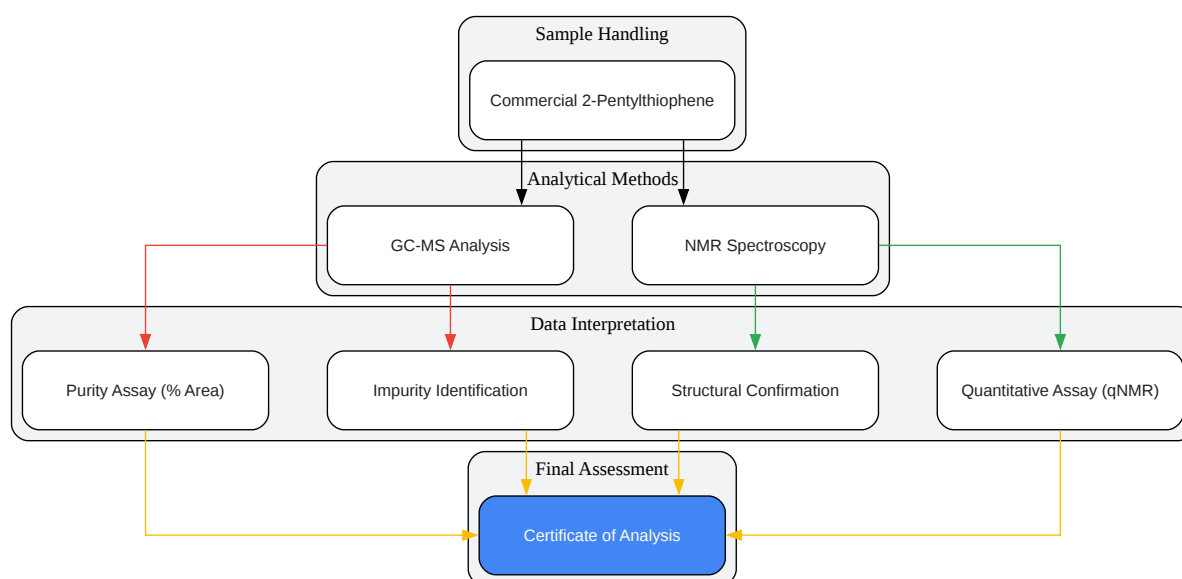 Sample Handling
Commercial 2-Pentylthiophene
Analytical Methods
GC-MS Analysis
NMR Spectroscopy
Data Interpretation
Purity Assay (% Area)
Impurity Identification
Structural Confirmation
Quantitative Assay (qNMR)
Final Assessment
Certificate of Analysis